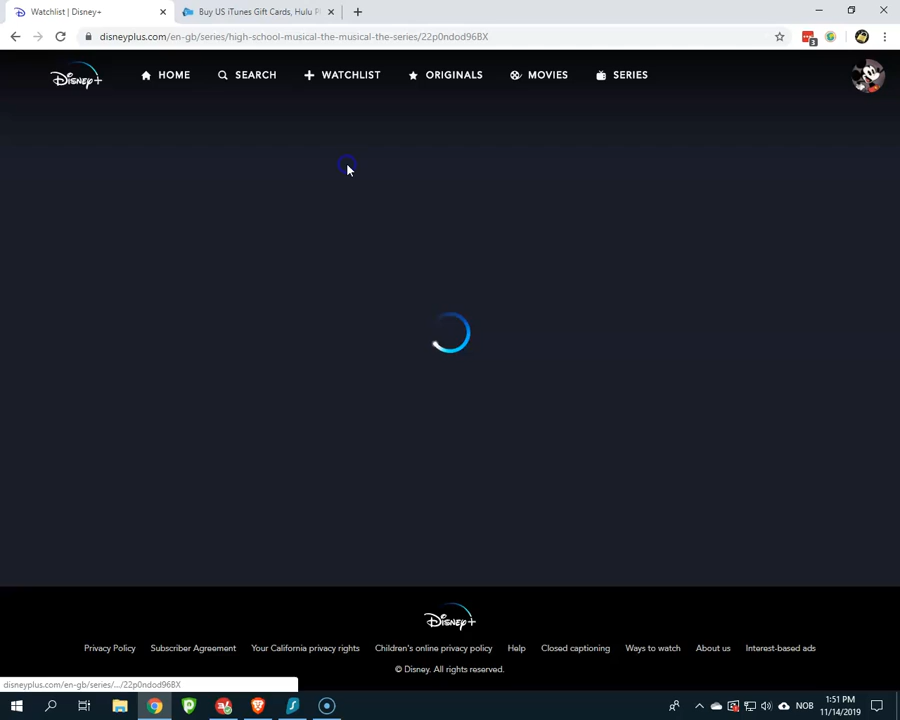 Watchlist | Disney+
Buy US iTunes Gift Cards, Hulu P
disneyplus.com/en-gb/series/high-school-musical-the-musical-the-series/22p0ndod96BX
3
Disney+
HOME
SEARCH
WATCHLIST
ORIGINALS
MOVIES
SERIES
Disney+
Privacy Policy
Subscriber Agreement
Your California privacy rights
Children's online privacy policy
Help
Closed captioning
Ways to watch
About us
Interest-based ads
© Disney. All rights reserved.
disneyplus.com/en-gb/series/.../22p0ndod96BX
NOB
1:51 PM
11/14/2019